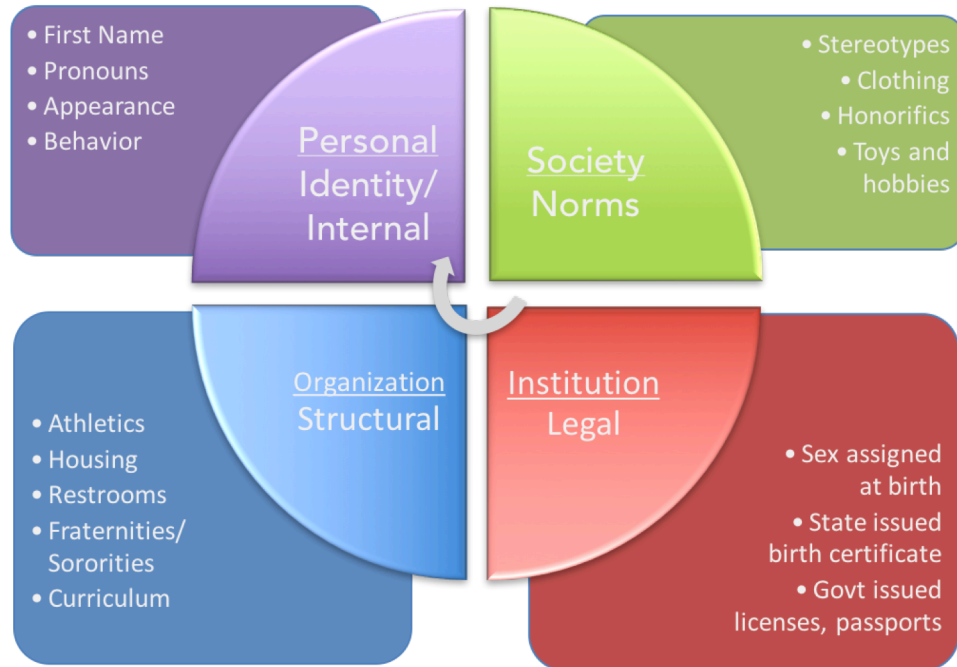 • First Name
• Pronouns
• Appearance
• Behavior
Personal
Identity/
Internal
Society
Norms
• Stereotypes
• Clothing
• Honorifics
• Toys and
hobbies
Organization
Structural
• Athletics
• Housing
• Restrooms
• Fraternities/
Sororities
• Curriculum
Institution
Legal
• Sex assigned
at birth
• State issued
birth certificate
• Govt issued
licenses, passports